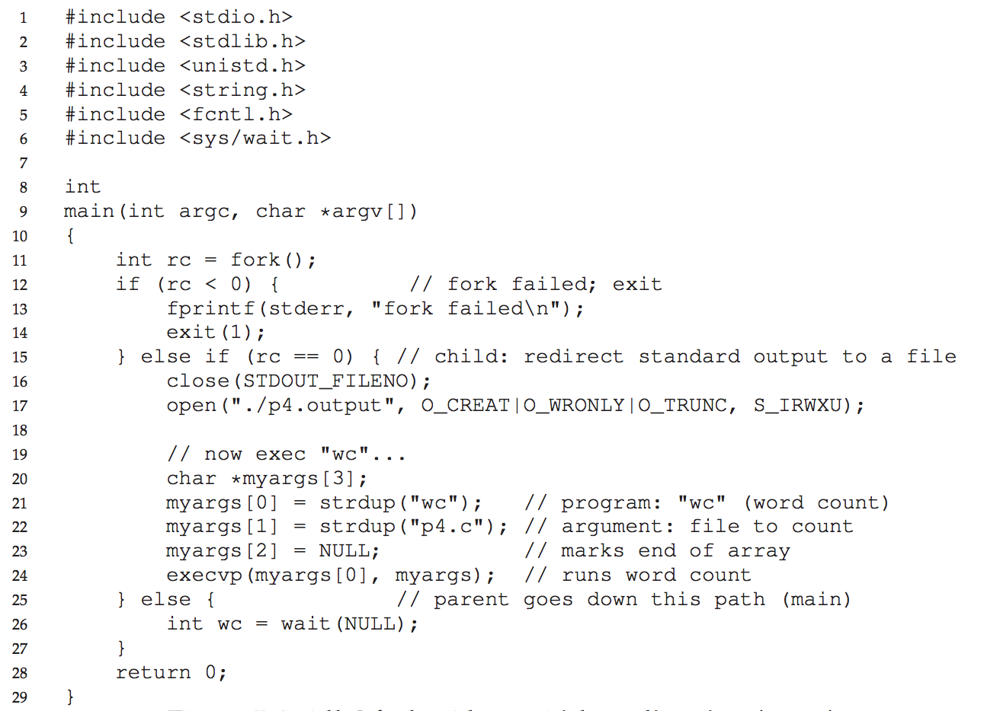 1 #include <stdio.h>
2 #include <stdlib.h>
3 #include <unistd.h>
4 #include <string.h>
5 #include <fcntl.h>
6 #include <sys/wait.h>
7
8 int
9 main(int argc, char *argv[])
10 {
11     int rc = fork();
12     if (rc < 0) {          // fork failed; exit
13         fprintf(stderr, "fork failed\n");
14         exit(1);
15     } else if (rc == 0) { // child: redirect standard output to a file
16         close(STDOUT_FILENO);
17         open("./p4.output", O_CREAT|O_WRONLY|O_TRUNC, S_IRWXU);
18
19         // now exec "wc"...
20         char *myargs[3];
21         myargs[0] = strdup("wc");   // program: "wc" (word count)
22         myargs[1] = strdup("p4.c"); // argument: file to count
23         myargs[2] = NULL;           // marks end of array
24         execvp(myargs[0], myargs);  // runs word count
25     } else {              // parent goes down this path (main)
26         int wc = wait(NULL);
27     }
28     return 0;
29 }